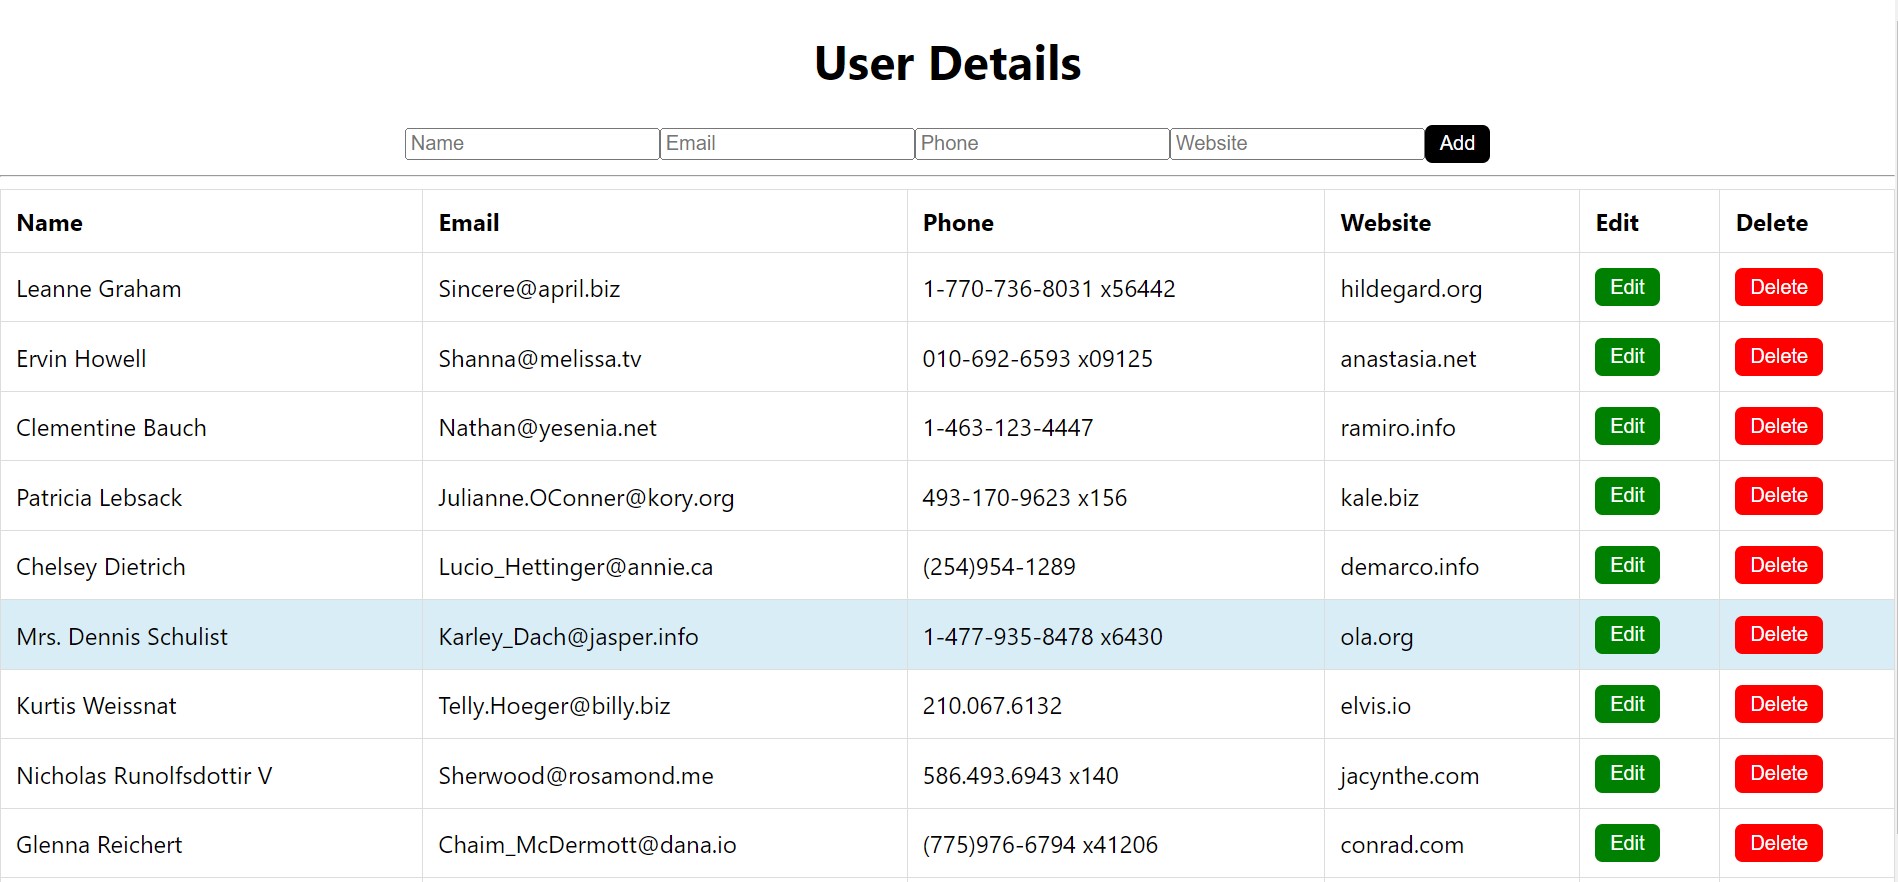 User Details
Name Email Phone Website Add
Name Email Phone Website Edit Delete
Leanne Graham Sincere@april.biz 1-770-736-8031 x56442 hildegard.org Edit Delete
Ervin Howell Shanna@melissa.tv 010-692-6593 x09125 anastasia.net Edit Delete
Clementine Bauch Nathan@yesenia.net 1-463-123-4447 ramiro.info Edit Delete
Patricia Lebsack Julianne.OConner@kory.org 493-170-9623 x156 kale.biz Edit Delete
Chelsey Dietrich Lucio_Hettinger@annie.ca (254)954-1289 demarco.info Edit Delete
Mrs. Dennis Schulist Karley_Dach@jasper.info 1-477-935-8478 x6430 ola.org Edit Delete
Kurtis Weissnat Telly.Hoeger@billy.biz 210.067.6132 elvis.io Edit Delete
Nicholas Runolfsdottir V Sherwood@rosamond.me 586.493.6943 x140 jacynthe.com Edit Delete
Glenna Reichert Chaim_McDermott@dana.io (775)976-6794 x41206 conrad.com Edit Delete